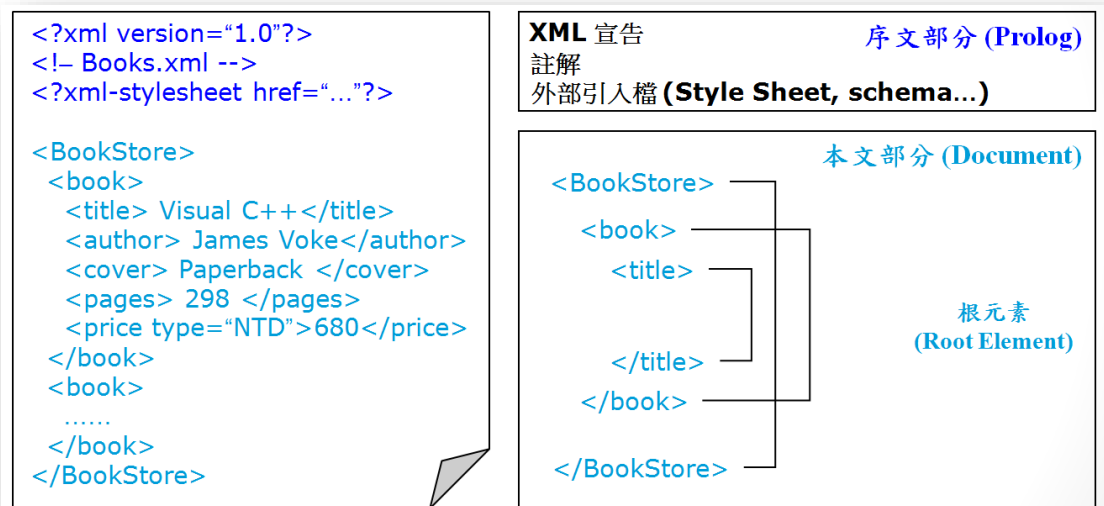 <?xml version=“1.0”?>
<!– Books.xml -->
<?xml-stylesheet href=“...”?>
<BookStore>
<book>
<title> Visual C++</title>
<author> James Voke</author>
<cover> Paperback </cover>
<pages> 298 </pages>
<price type=“NTD”>680</price>
</book>
<book>
......
</book>
</BookStore>
XML 宣告
序文部分 (Prolog)
註解
外部引入檔 (Style Sheet, schema…)
本文部分 (Document)
<BookStore>
<book>
<title>
根元素
(Root Element)
</title>
</book>
</BookStore>